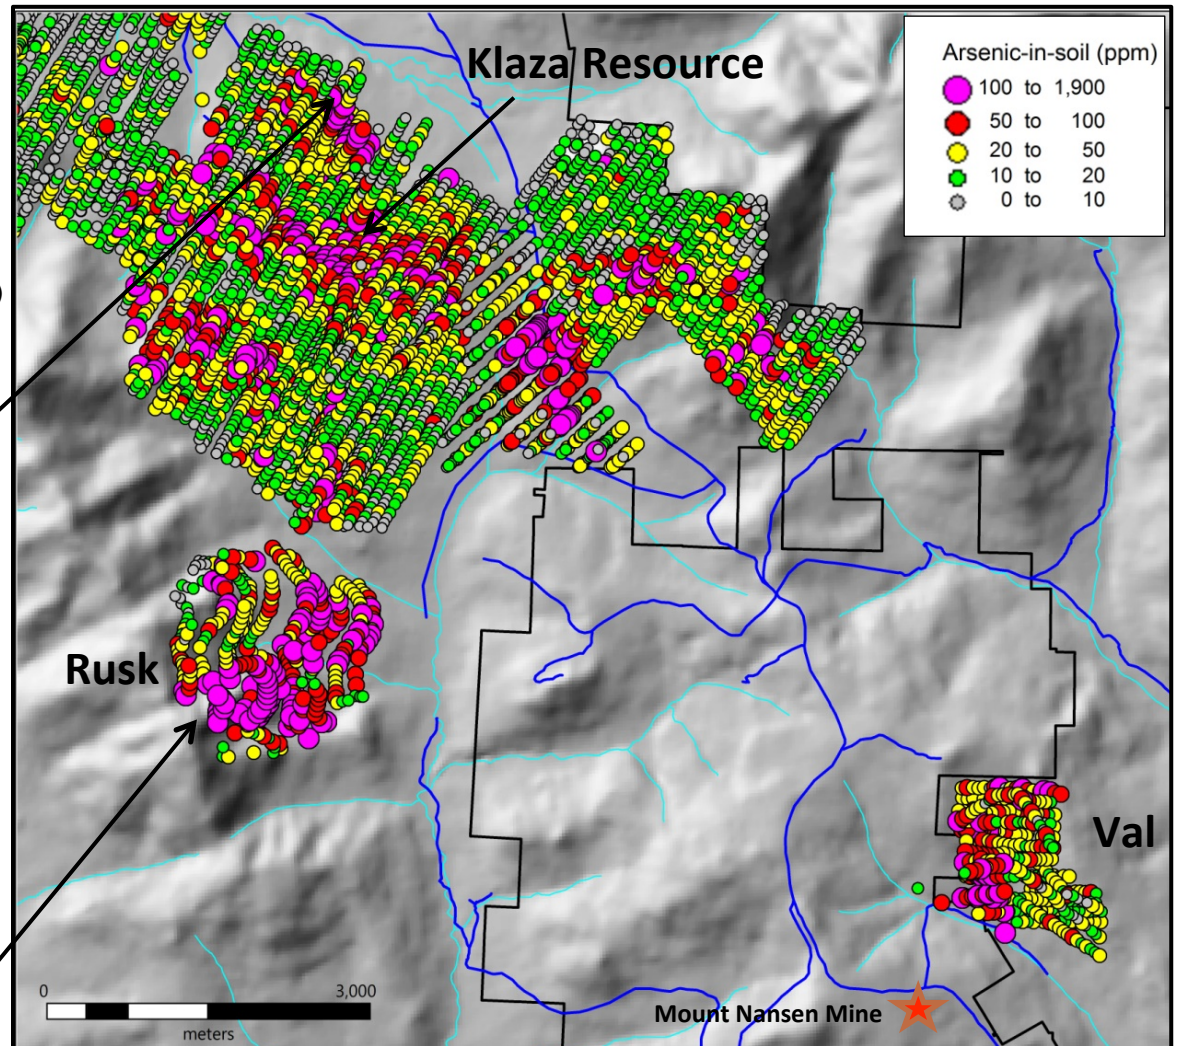 Klaza Resource
Arsenic-in-soil (ppm)
100 to 1,900
50 to 100
20 to 50
10 to 20
0 to 10
Rusk
Val
0 3,000
meters
Mount Nansen Mine